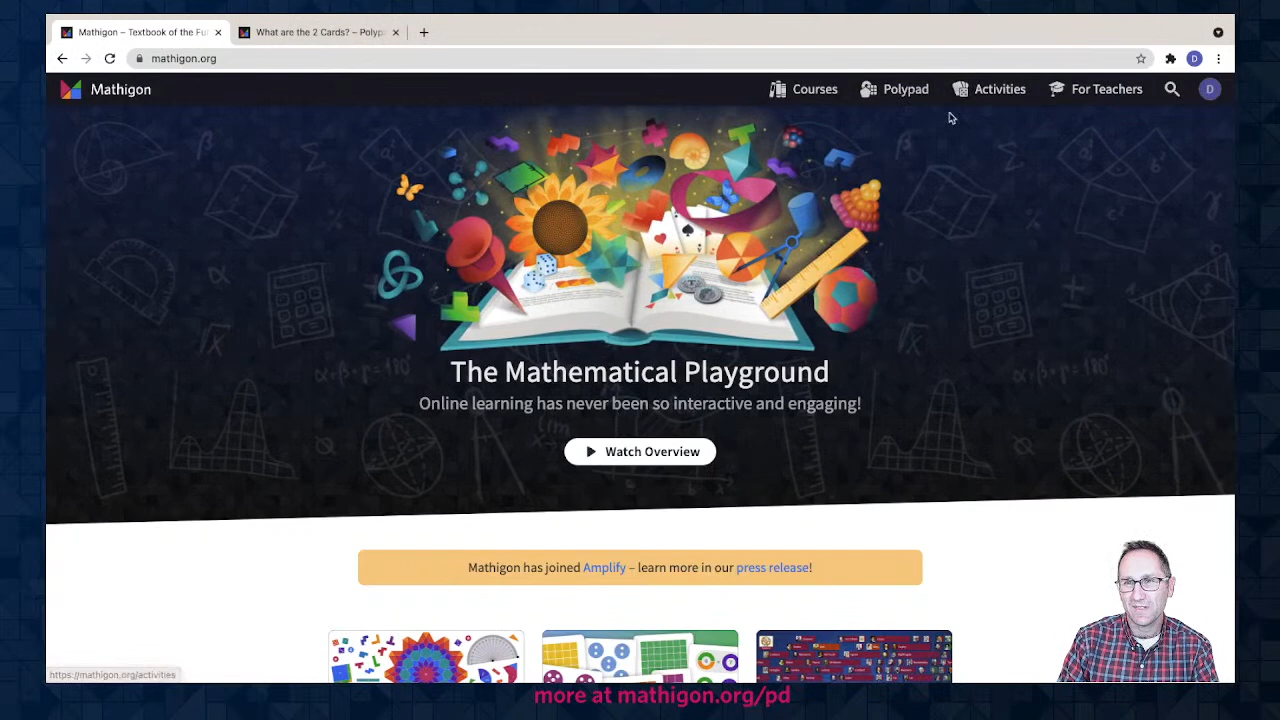 Mathigon – Textbook of the Fu
What are the 2 Cards? – Polyp
mathigon.org
D
Mathigon
Courses
Polypad
Activities
For Teachers
D
The Mathematical Playground
Online learning has never been so interactive and engaging!
Watch Overview
Mathigon has joined Amplify – learn more in our press release!
https://mathigon.org/activities
more at mathigon.org/pd